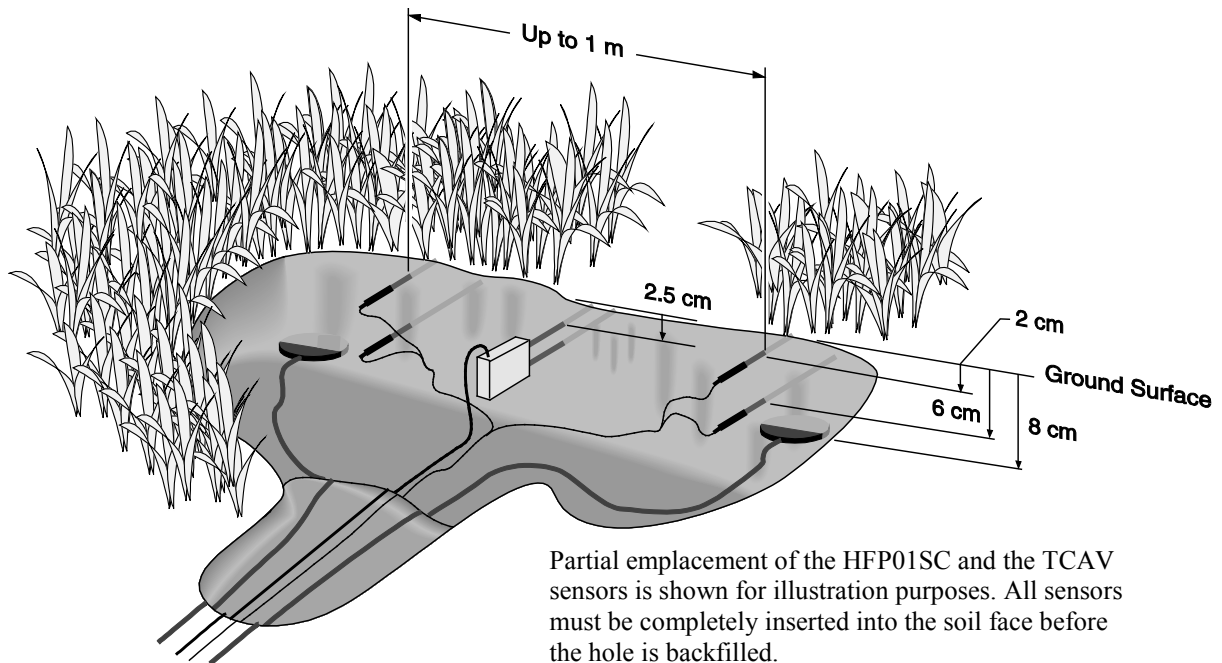 Up to 1 m
2.5 cm
2 cm
Ground Surface
6 cm
8 cm
Partial emplacement of the HFP01SC and the TCAV
sensors is shown for illustration purposes. All sensors
must be completely inserted into the soil face before
the hole is backfilled.